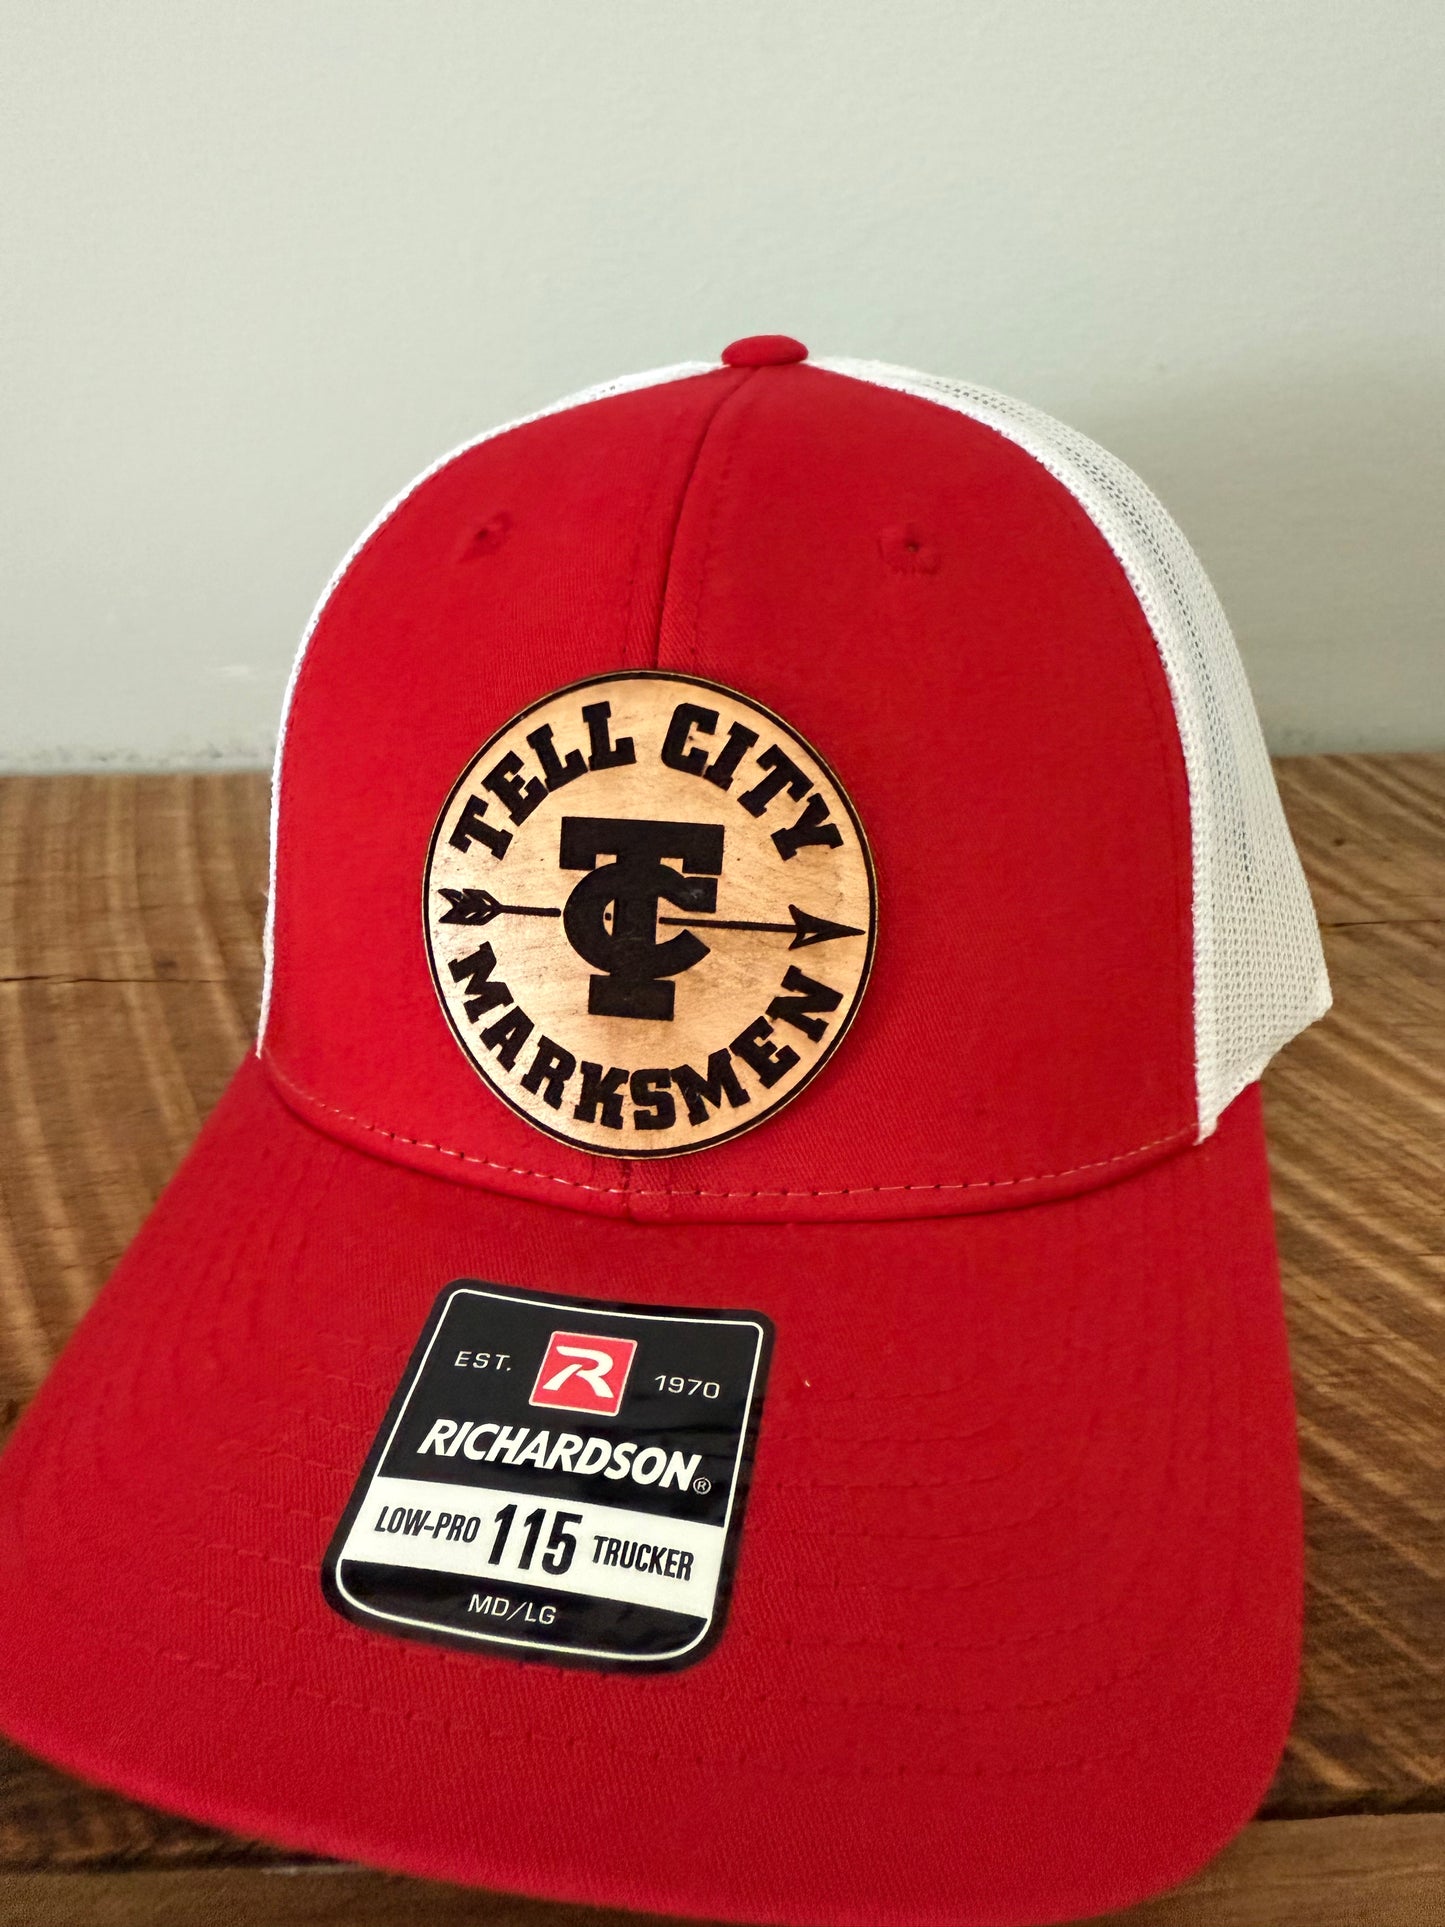 TELL CITY
TC
MARKSMEN
EST. R 1970
RICHARDSON®
LOW-PRO 115 TRUCKER
MD/LG